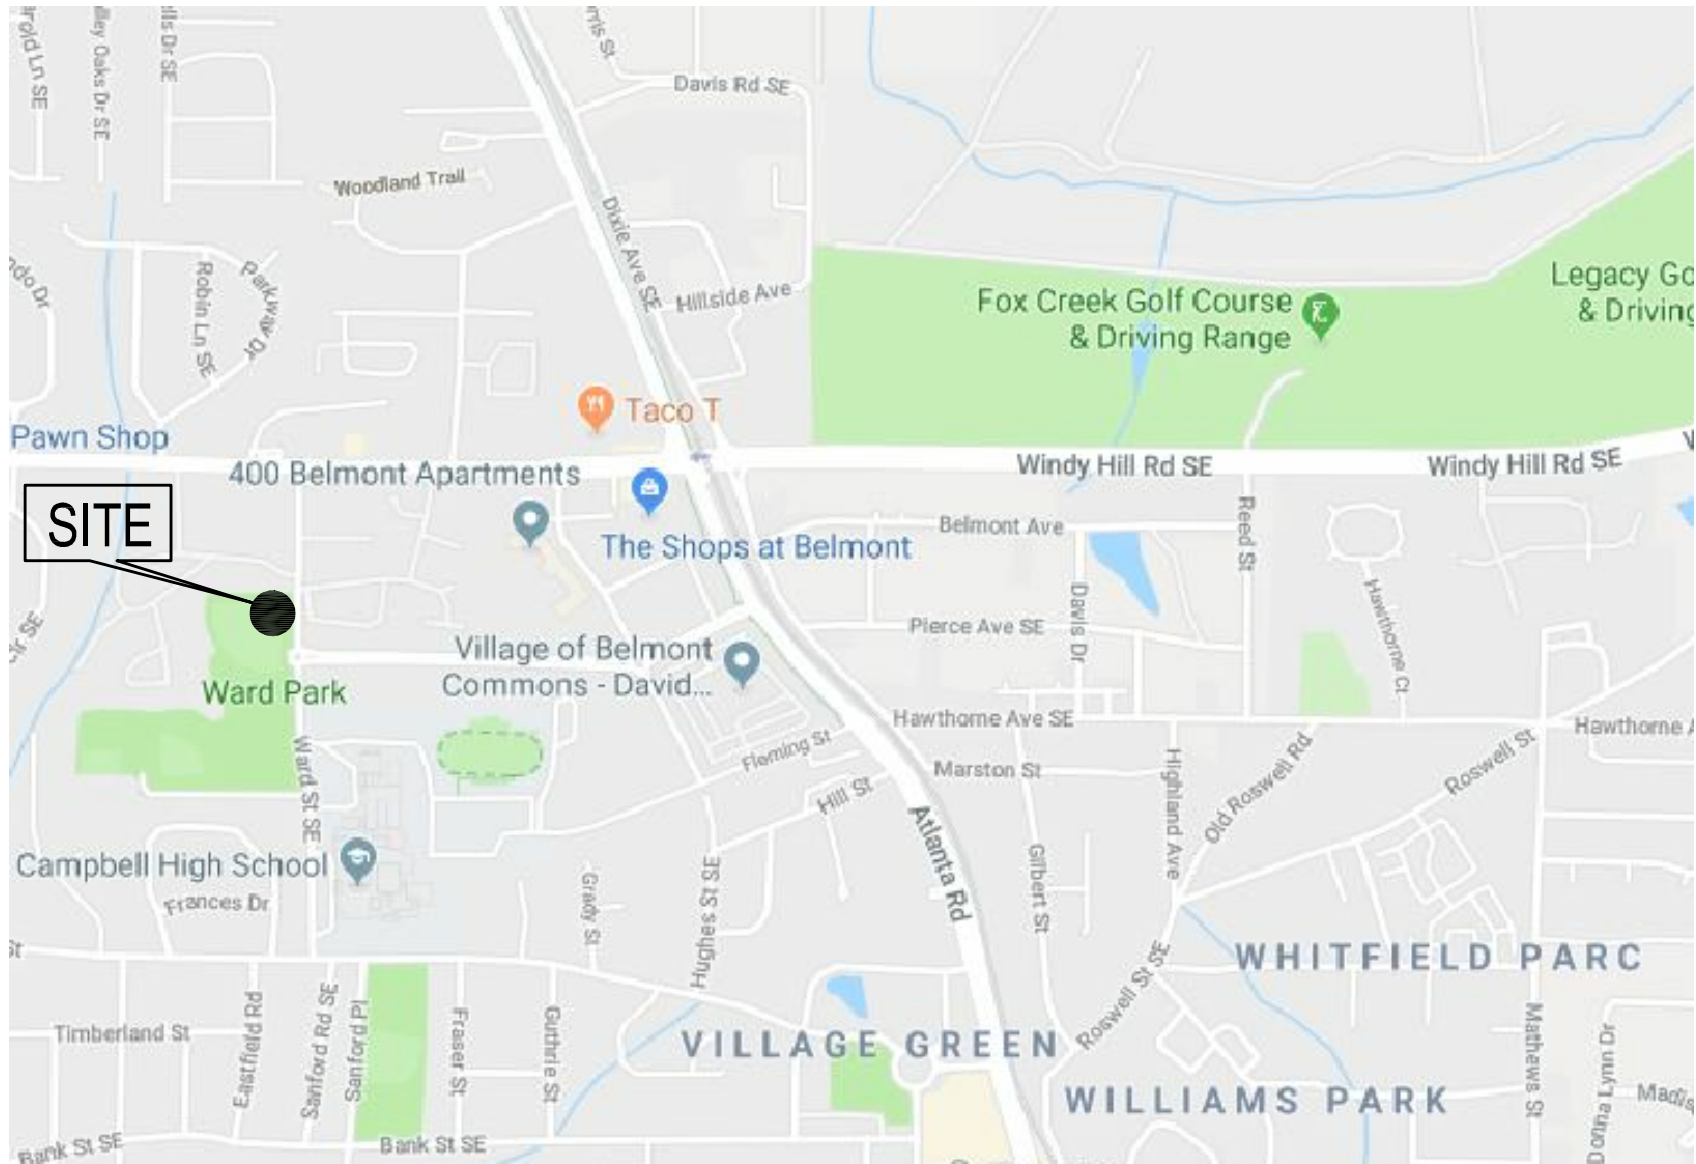 Davis Rd SE
Woodland Trail
Dixie Ave SE
Hillside Ave
Robin Ln SE
Parkway Dr
Fox Creek Golf Course
& Driving Range
Legacy Go
& Driving
Taco T
Pawn Shop
400 Belmont Apartments
Windy Hill Rd SE
Windy Hill Rd SE
SITE
The Shops at Belmont
Belmont Ave
Reed St
Davis Dr
Hawthorne Ct
Pierce Ave SE
Village of Belmont
Commons - David...
Ward Park
Hawthorne Ave SE
Hawthorne A
Ward St SE
Fleming St
Marston St
Hill St
Highland Ave
Old Roswell Rd
Roswell St
Atlanta Rd
Campbell High School
Frances Dr
Grady St
Hughes St SE
Gilbert St
Roswell St SE
WHITFIELD PARC
St
Timberland St
Eastfield Rd
Sanford Rd SE
Sanford Pl
Fraser St
Guthrie St
VILLAGE GREEN
WILLIAMS PARK
Mathews St
Donna Lynn Dr
Bank St SE
Bank St SE